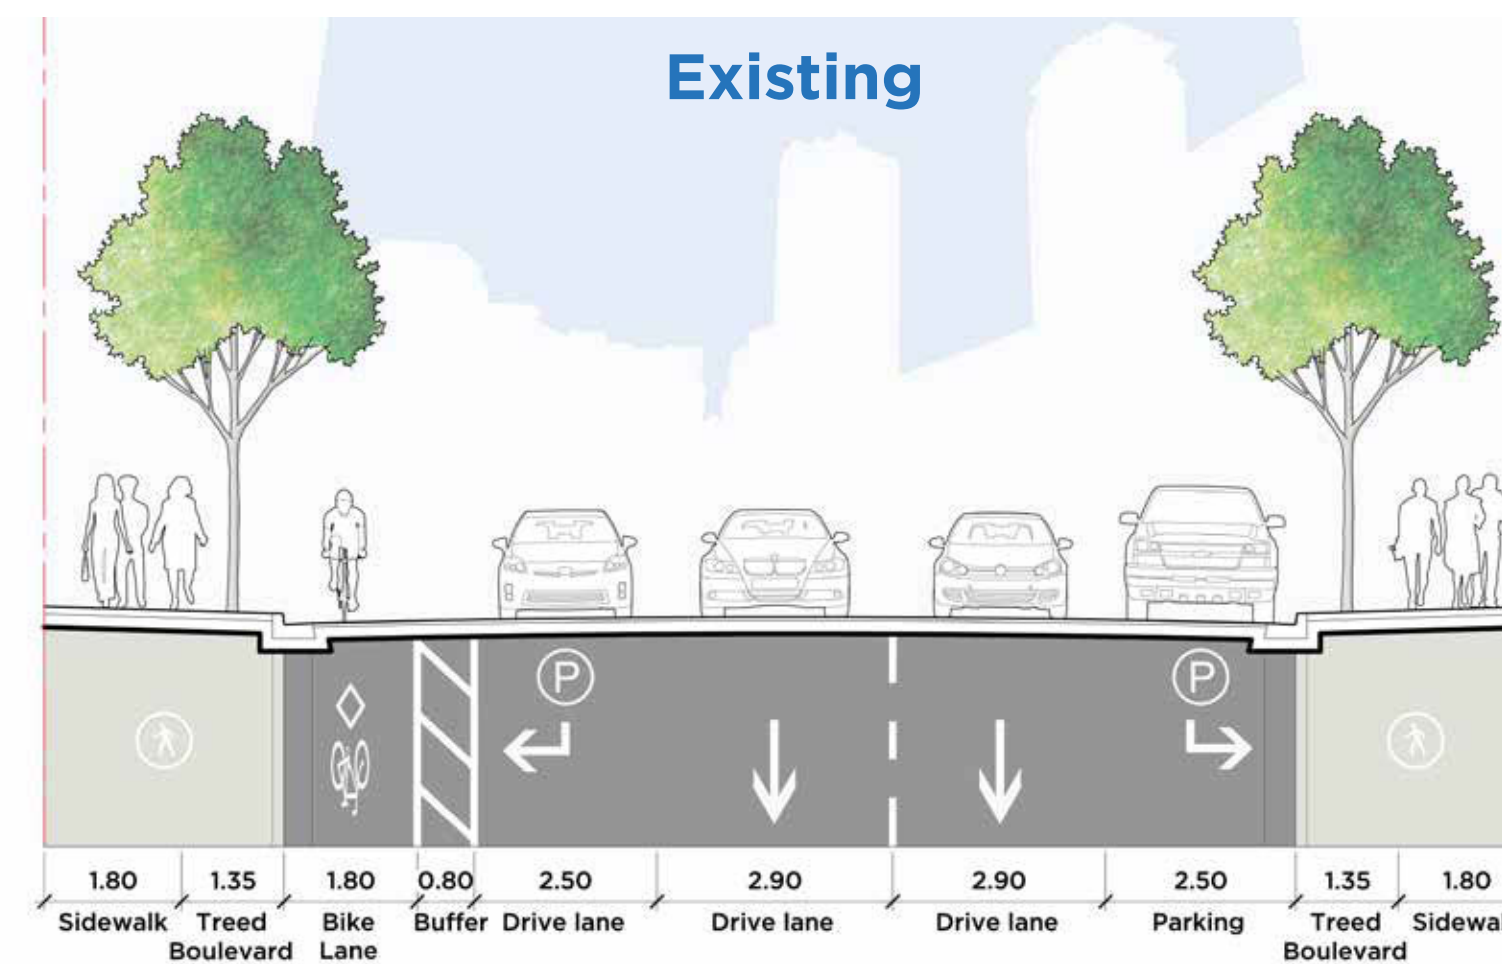 Existing
P
P
1.80 1.35 1.80 0.80 2.50 2.90 2.90 2.50 1.35 1.80
Sidewalk Treed Bike Buffer Drive lane Drive lane Drive lane Parking Treed Sidewal
Boulevard Lane Boulevard